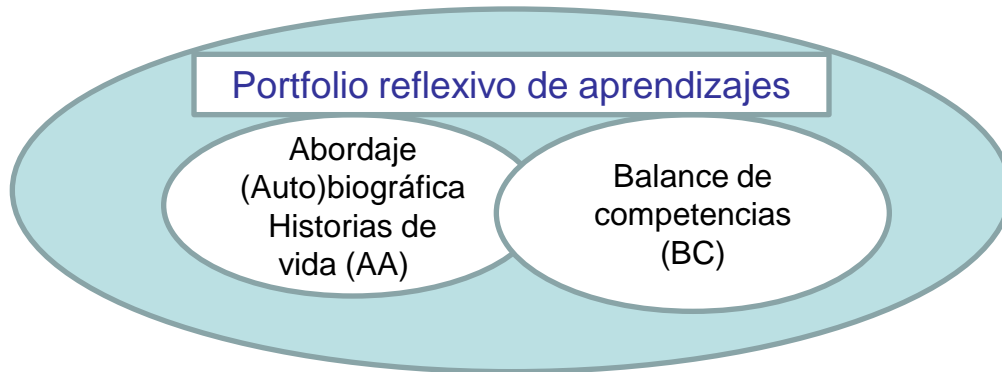 Portfolio reflexivo de aprendizajes
Abordaje
(Auto)biográfica
Historias de
vida (AA)
Balance de
competencias
(BC)